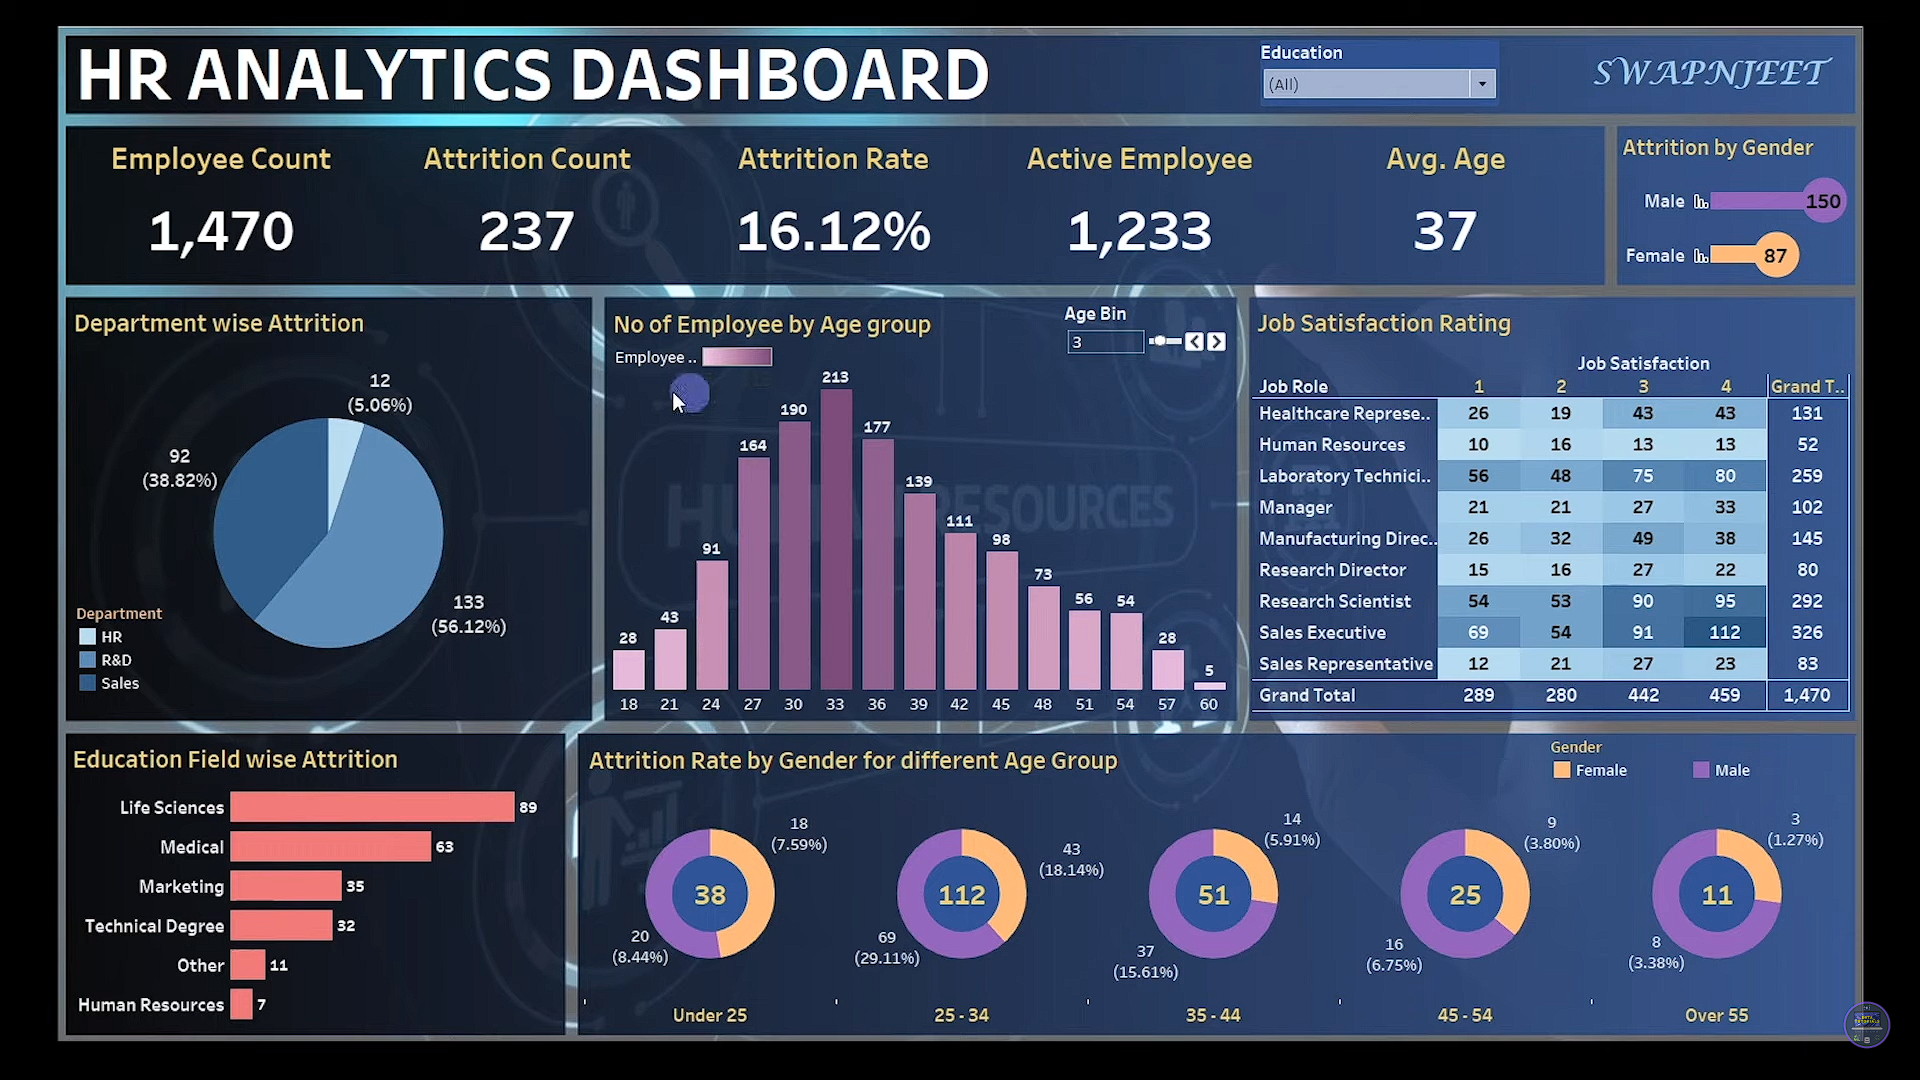 HR ANALYTICS DASHBOARD
Education
(All)
SWAPNJEET
Employee Count
Attrition Count
Attrition Rate
Active Employee
Avg. Age
1,470
237
16.12%
1,233
37
Attrition by Gender
Male
150
Female
87
Department wise Attrition
12
(5.06%)
92
(38.82%)
133
(56.12%)
Department
HR
R&D
Sales
No of Employee by Age group
Employee ..
Age Bin
3
HUMAN RESOURCES
28 43 91 164 190 213 177 139 111 98 73 56 54 28 5
18 21 24 27 30 33 36 39 42 45 48 51 54 57 60
Job Satisfaction Rating
Job Satisfaction
Job Role 1 2 3 4 Grand T..
Healthcare Represe.. 26 19 43 43 131
Human Resources 10 16 13 13 52
Laboratory Technici.. 56 48 75 80 259
Manager 21 21 27 33 102
Manufacturing Direc.. 26 32 49 38 145
Research Director 15 16 27 22 80
Research Scientist 54 53 90 95 292
Sales Executive 69 54 91 112 326
Sales Representative 12 21 27 23 83
Grand Total 289 280 442 459 1,470
Education Field wise Attrition
Life Sciences 89
Medical 63
Marketing 35
Technical Degree 32
Other 11
Human Resources 7
Attrition Rate by Gender for different Age Group
Gender
Female
Male
18
(7.59%)
38
20
(8.44%)
Under 25
43
(18.14%)
112
69
(29.11%)
25 - 34
14
(5.91%)
51
37
(15.61%)
35 - 44
9
(3.80%)
25
16
(6.75%)
45 - 54
3
(1.27%)
11
8
(3.38%)
Over 55